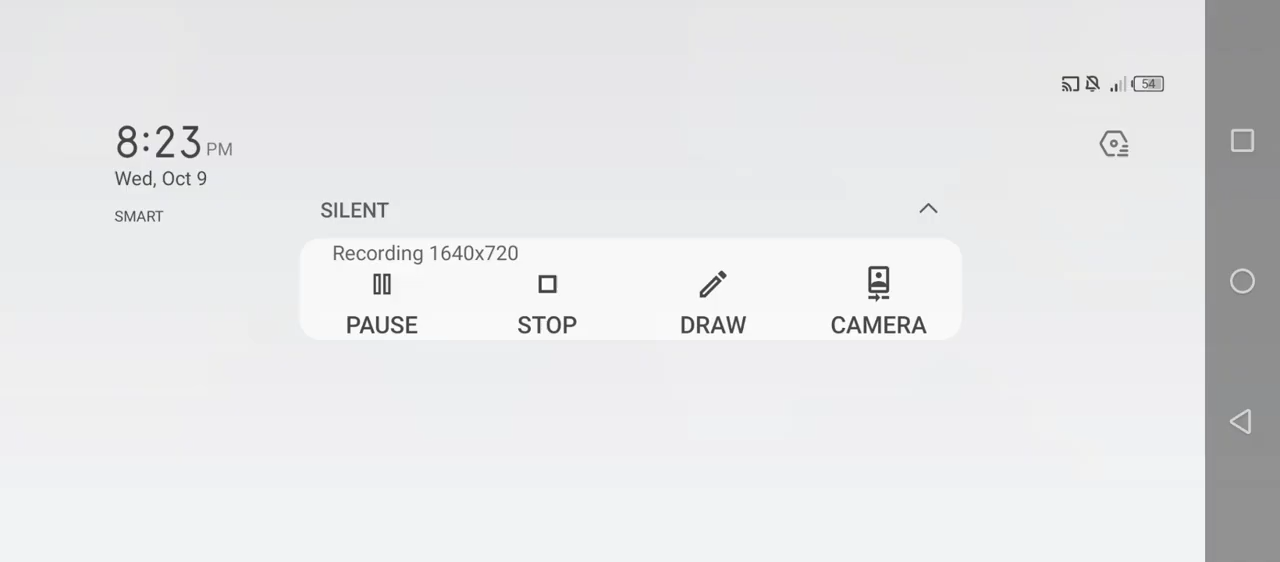 54
8:23 PM
Wed, Oct 9
SMART
SILENT
Recording 1640x720
PAUSE STOP DRAW CAMERA